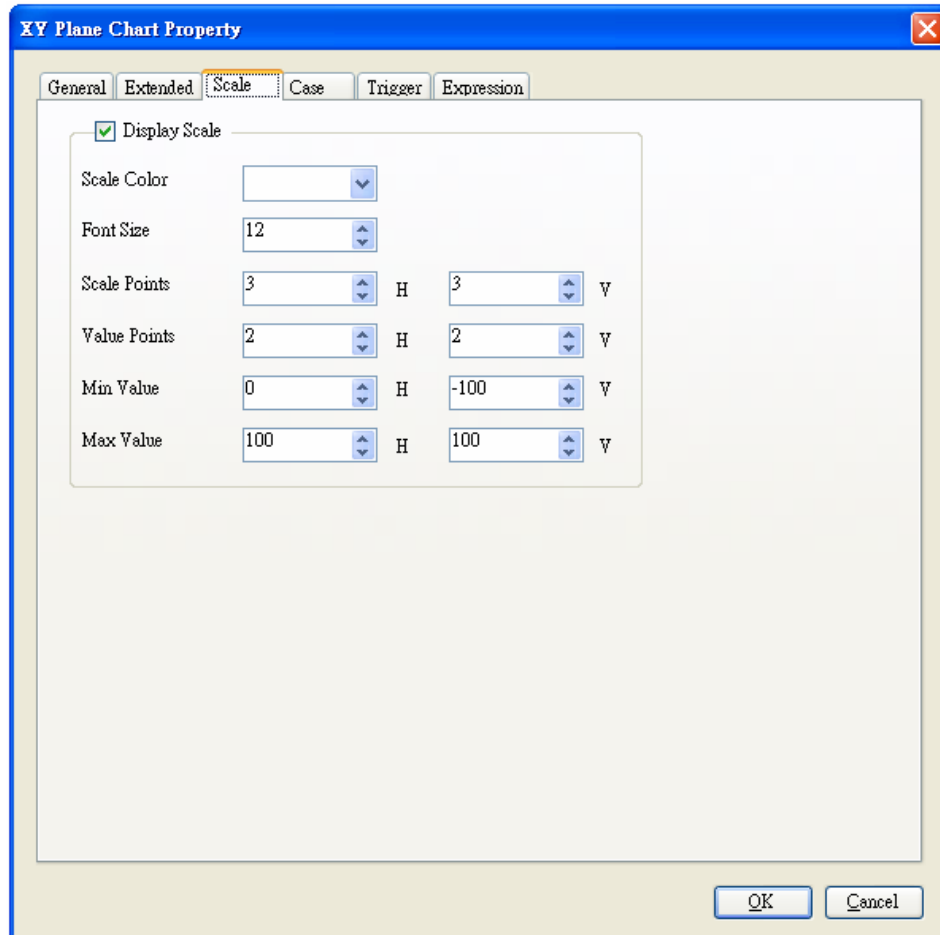 XY Plane Chart Property
General Extended Scale Case Trigger Expression
Display Scale
Scale Color
Font Size 12
Scale Points 3 H 3 V
Value Points 2 H 2 V
Min Value 0 H -100 V
Max Value 100 H 100 V
OK Cancel